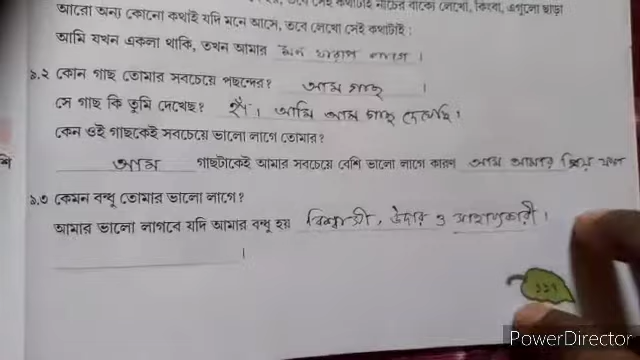 আরো অন্য কোনো কথাই যদি মনে আসে, তবে লেখো সেই কথাটাই :
আমি যখন একলা থাকি, তখন আমার মন খারাপ লাগে ।
৯.২ কোন গাছ তোমার সবচেয়ে পছন্দের? আম গাছ ।
সে গাছ কি তুমি দেখেছ? হ্যাঁ। আমি আম গাছ দেখেছি।
কেন ওই গাছকেই সবচেয়ে ভালো লাগে তোমার?
শি আম গাছটাকেই আমার সবচেয়ে বেশি ভালো লাগে কারণ আম আমার প্রিয় ফল
৯.৩ কেমন বন্ধু তোমার ভালো লাগে?
আমার ভালো লাগবে যদি আমার বন্ধু হয় বিশ্বাসী, উদার ও সাহায্যকারী।
।
PowerDirector